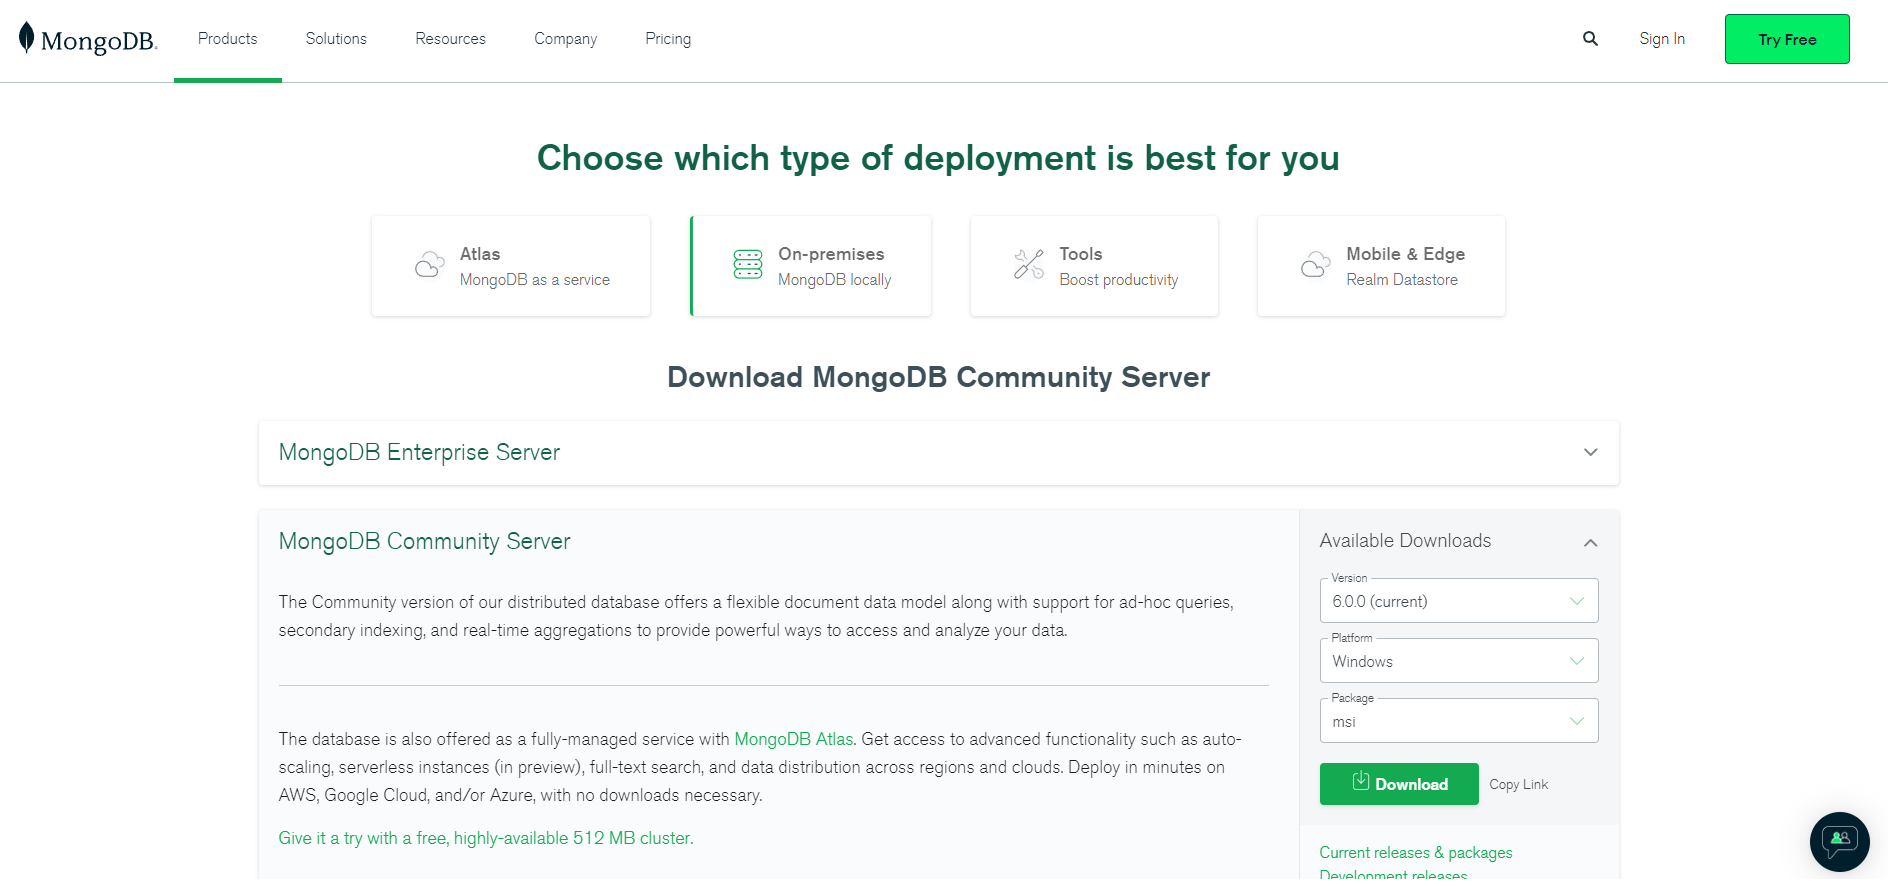 MongoDB.
Products
Solutions
Resources
Company
Pricing
Sign In
Try Free
Choose which type of deployment is best for you
Atlas
MongoDB as a service
On-premises
MongoDB locally
Tools
Boost productivity
Mobile & Edge
Realm Datastore
Download MongoDB Community Server
MongoDB Enterprise Server
MongoDB Community Server
The Community version of our distributed database offers a flexible document data model along with support for ad-hoc queries,
secondary indexing, and real-time aggregations to provide powerful ways to access and analyze your data.
The database is also offered as a fully-managed service with MongoDB Atlas. Get access to advanced functionality such as auto-
scaling, serverless instances (in preview), full-text search, and data distribution across regions and clouds. Deploy in minutes on
AWS, Google Cloud, and/or Azure, with no downloads necessary.
Give it a try with a free, highly-available 512 MB cluster.
Available Downloads
Version
6.0.0 (current)
Platform
Windows
Package
msi
Download
Copy Link
Current releases & packages
Development releases